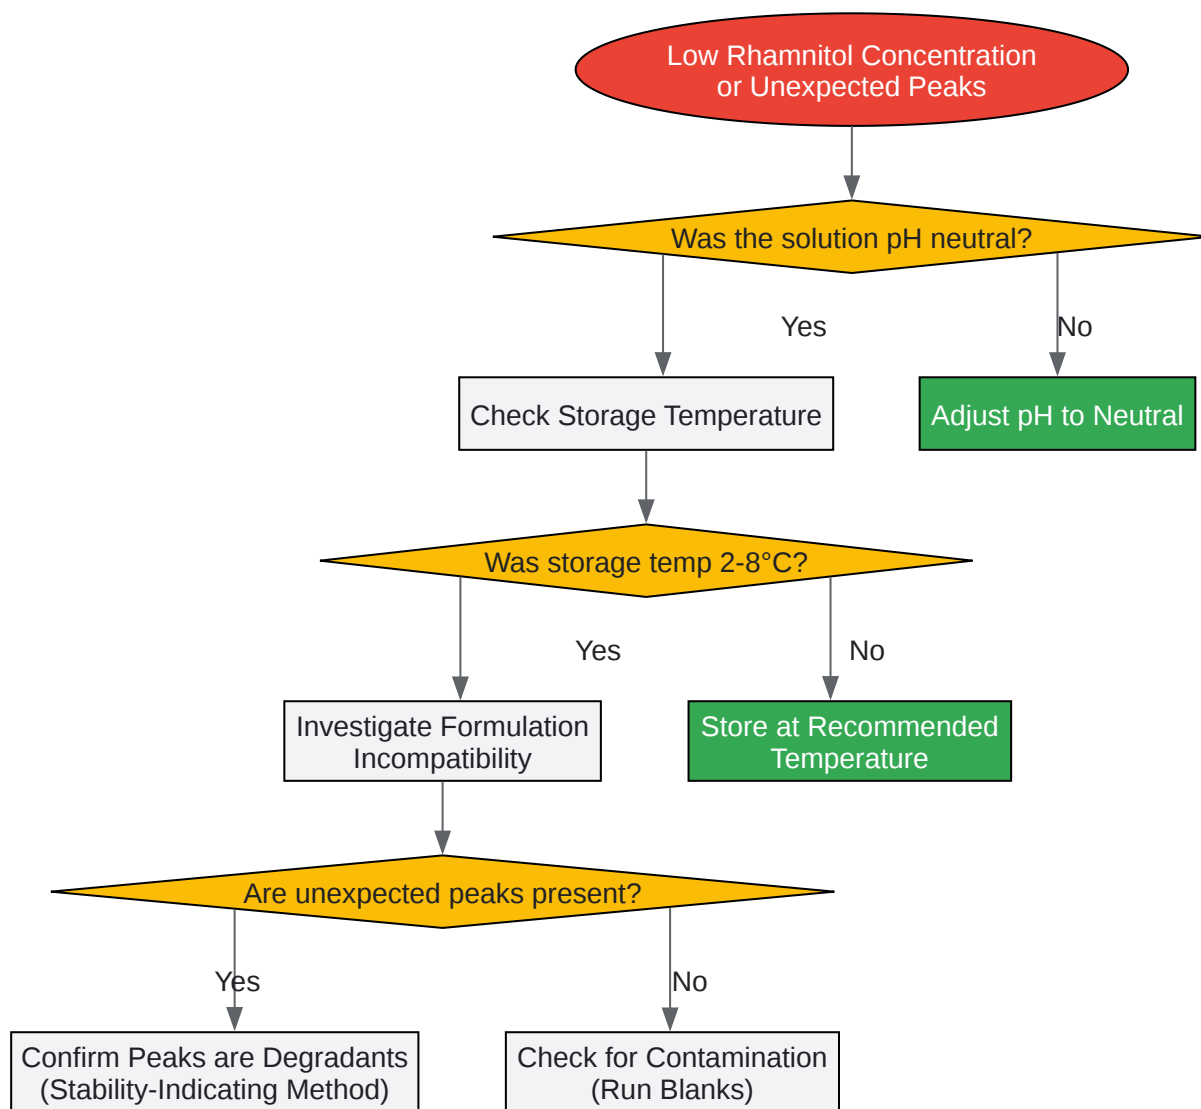 Low Rhamnitol Concentration
or Unexpected Peaks
Was the solution pH neutral?
Yes
No
Check Storage Temperature
Adjust pH to Neutral
Was storage temp 2-8°C?
Yes
No
Investigate Formulation
Incompatibility
Store at Recommended
Temperature
Are unexpected peaks present?
Yes
No
Confirm Peaks are Degradants
(Stability-Indicating Method)
Check for Contamination
(Run Blanks)